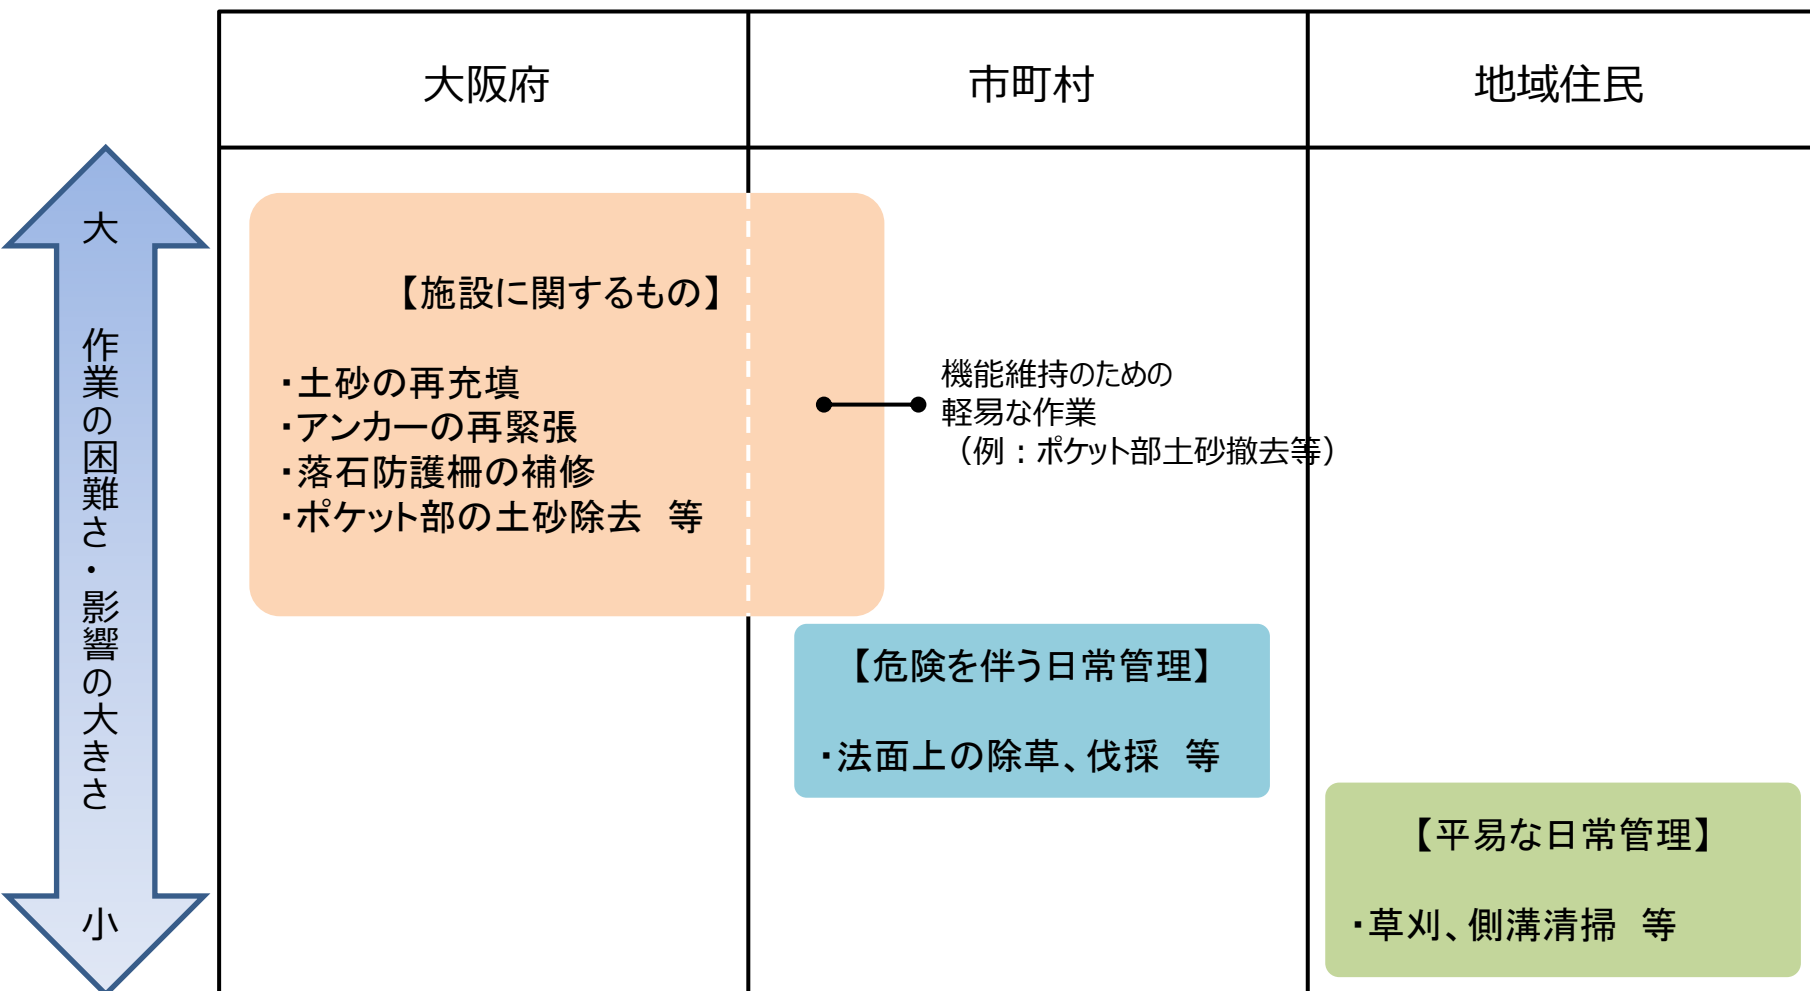 大阪府
市町村
地域住民
大
作業の困難さ・影響の大きさ
小
【施設に関するもの】
・土砂の再充填
・アンカーの再緊張
・落石防護柵の補修
・ポケット部の土砂除去　等
機能維持のための
軽易な作業
（例：ポケット部土砂撤去等）
【危険を伴う日常管理】
・法面上の除草、伐採　等
【平易な日常管理】
・草刈、側溝清掃　等